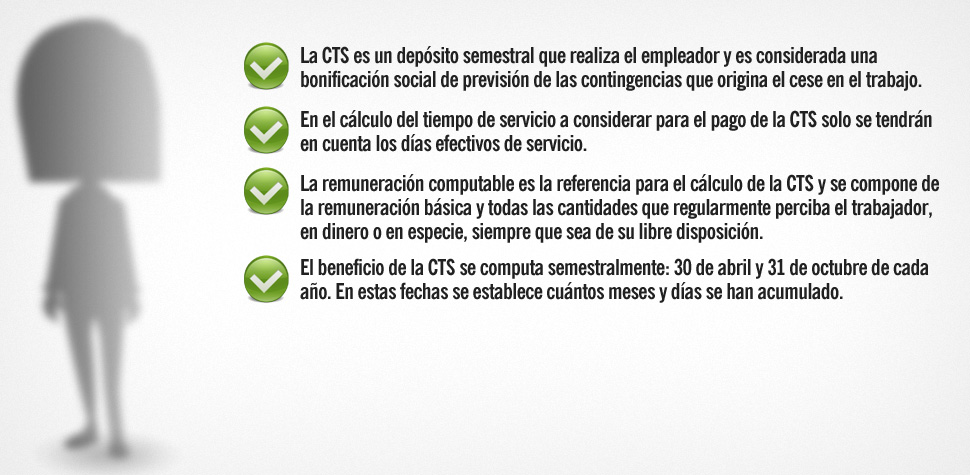 La CTS es un depósito semestral que realiza el empleador y es considerada una
bonificación social de previsión de las contingencias que origina el cese en el trabajo.
En el cálculo del tiempo de servicio a considerar para el pago de la CTS solo se tendrán
en cuenta los días efectivos de servicio.
La remuneración computable es la referencia para el cálculo de la CTS y se compone de
la remuneración básica y todas las cantidades que regularmente perciba el trabajador,
en dinero o en especie, siempre que sea de su libre disposición.
El beneficio de la CTS se computa semestralmente: 30 de abril y 31 de octubre de cada
año. En estas fechas se establece cuántos meses y días se han acumulado.